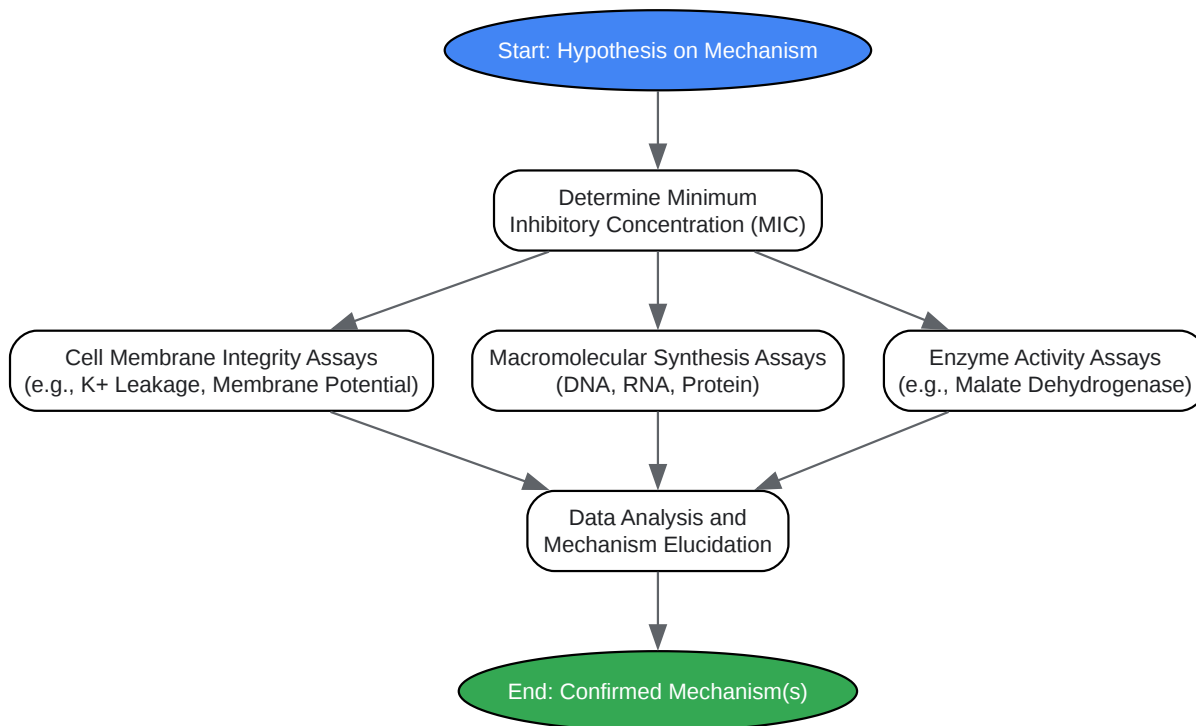 Start: Hypothesis on Mechanism
Determine Minimum
Inhibitory Concentration (MIC)
Cell Membrane Integrity Assays
(e.g., K+ Leakage, Membrane Potential)
Macromolecular Synthesis Assays
(DNA, RNA, Protein)
Enzyme Activity Assays
(e.g., Malate Dehydrogenase)
Data Analysis and
Mechanism Elucidation
End: Confirmed Mechanism(s)